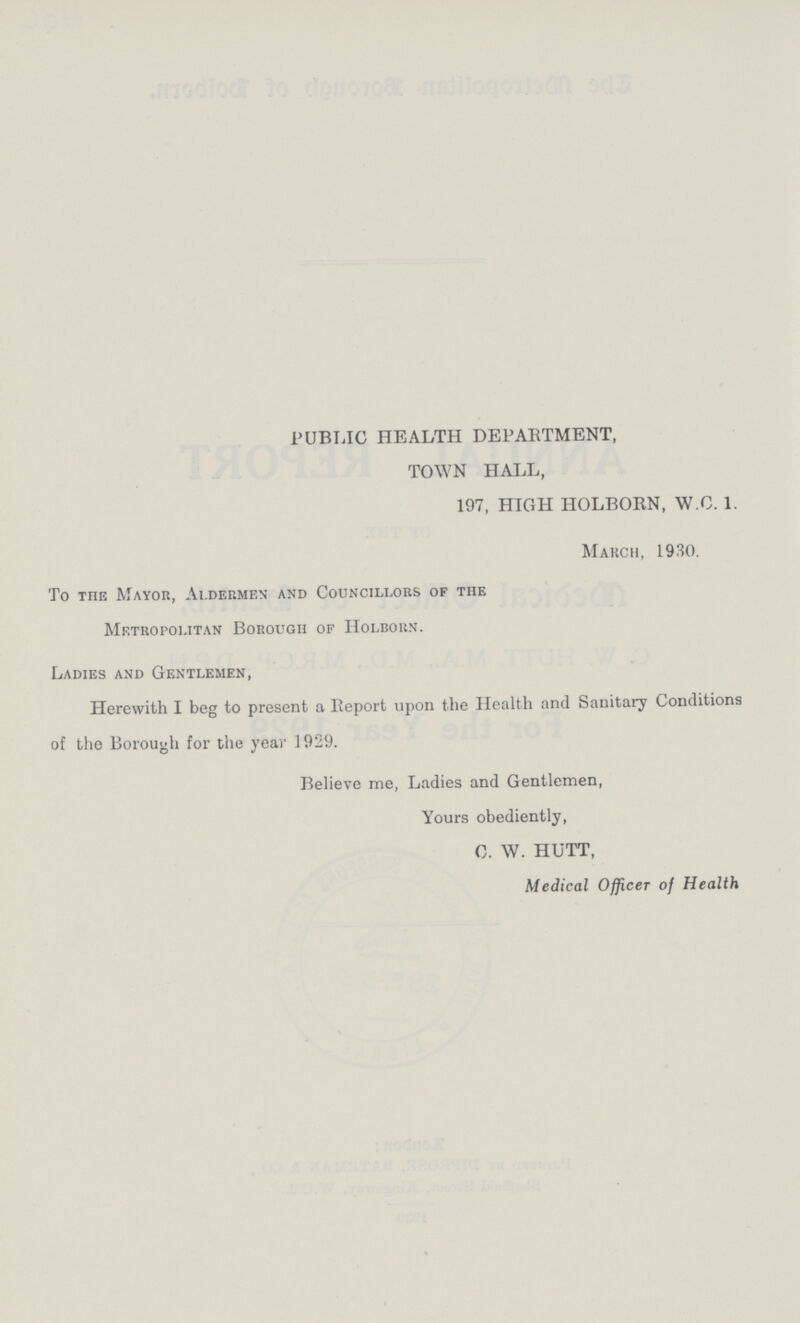 PUBLIC HEALTH DEPARTMENT,
TOWN HALL,
197, HIGH HOLBORN, W.C. 1.
MARCH, 1930.
TO THE MAYOR, ALDERMEN AND COUNCILLORS OF THE
METROPOLITAN BOROUGH OF HOLBORN.
LADIES AND GENTLEMEN,
Herewith I beg to present a Report upon the Health and Sanitary Conditions
of the Borough for the year 1929.
Believe me, Ladies and Gentlemen,
Yours obediently,
C. W. HUTT,
Medical Officer of Health